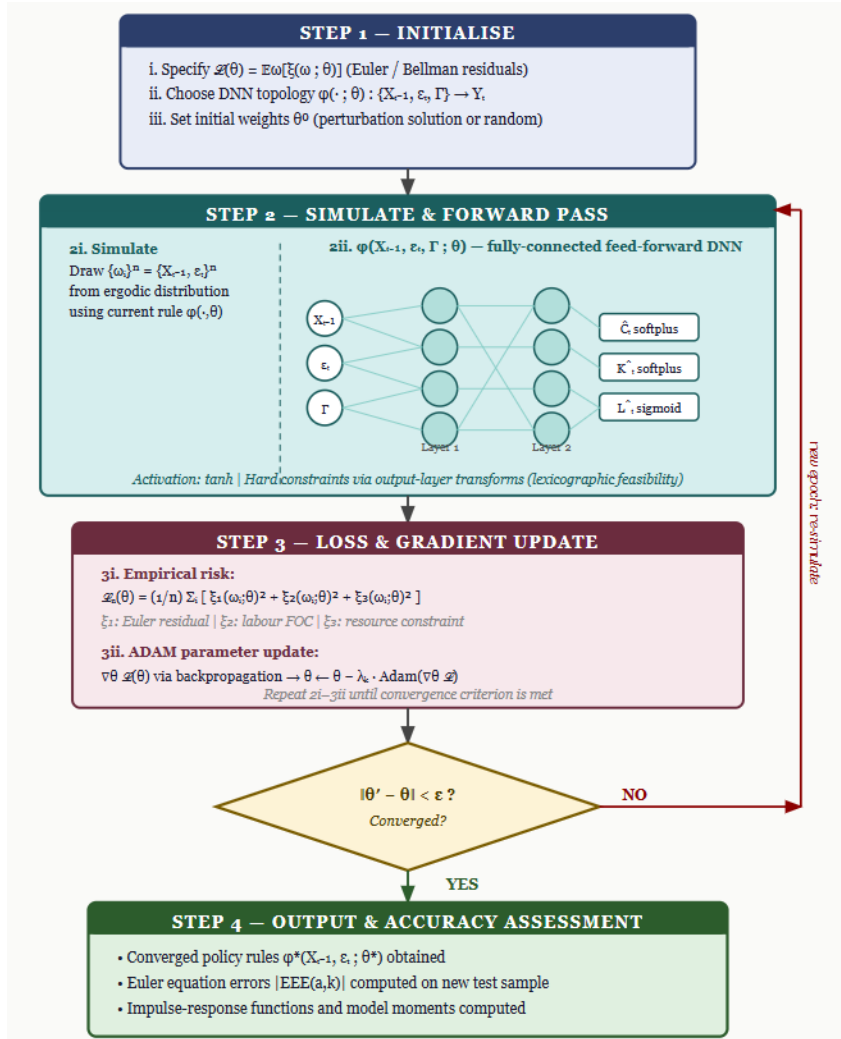 STEP 1 — INITIALISE
i. Specify ℒ(θ) = 𝔼ω[ξ(ω ; θ)] (Euler / Bellman residuals)
ii. Choose DNN topology φ(· ; θ) : {Xₜ₋₁, εₜ, Γ} → Yₜ
iii. Set initial weights θ⁰ (perturbation solution or random)
STEP 2 — SIMULATE & FORWARD PASS
2i. Simulate
Draw {ωᵢ}ⁿ = {Xₜ₋₁, εₜ}ⁿ
from ergodic distribution
using current rule φ(·,θ)
2ii. φ(Xₜ₋₁, εₜ, Γ ; θ) — fully-connected feed-forward DNN
Xₜ₋₁
εₜ
Γ
Layer 1
Layer 2
Ĉₜ softplus
K̂ₜ softplus
L̂ₜ sigmoid
Activation: tanh | Hard constraints via output-layer transforms (lexicographic feasibility)
new epoch: re-simulate
STEP 3 — LOSS & GRADIENT UPDATE
3i. Empirical risk:
ℒₙ(θ) = (1/n) Σᵢ [ ξ₁(ωᵢ;θ)² + ξ₂(ωᵢ;θ)² + ξ₃(ωᵢ;θ)² ]
ξ₁: Euler residual | ξ₂: labour FOC | ξ₃: resource constraint
3ii. ADAM parameter update:
∇θ ℒ(θ) via backpropagation → θ ← θ − λₖ · Adam(∇θ ℒ)
Repeat 2i–3ii until convergence criterion is met
‖θ′ − θ‖ < ε ?
Converged?
NO
YES
STEP 4 — OUTPUT & ACCURACY ASSESSMENT
• Converged policy rules φ*(Xₜ₋₁, εₜ ; θ*) obtained
• Euler equation errors |EEE(a,k)| computed on new test sample
• Impulse-response functions and model moments computed